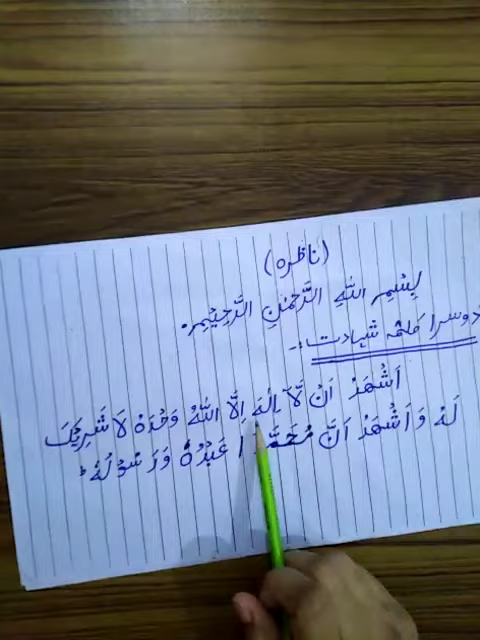 (ناظرہ)
بِسْمِ اللّٰهِ الرَّحْمٰنِ الرَّحِيْمِ۔
دوسرا کلمہ شہادت:۔
اَشْهَدُ اَنْ لَّآ اِلٰهَ اِلَّا اللّٰهُ وَحْدَهٗ لَا شَرِيْكَ
لَهٗ وَ اَشْهَدُ اَنَّ مُحَمَّدًا عَبْدُهٗ وَ رَسُوْلُهٗ ؕ